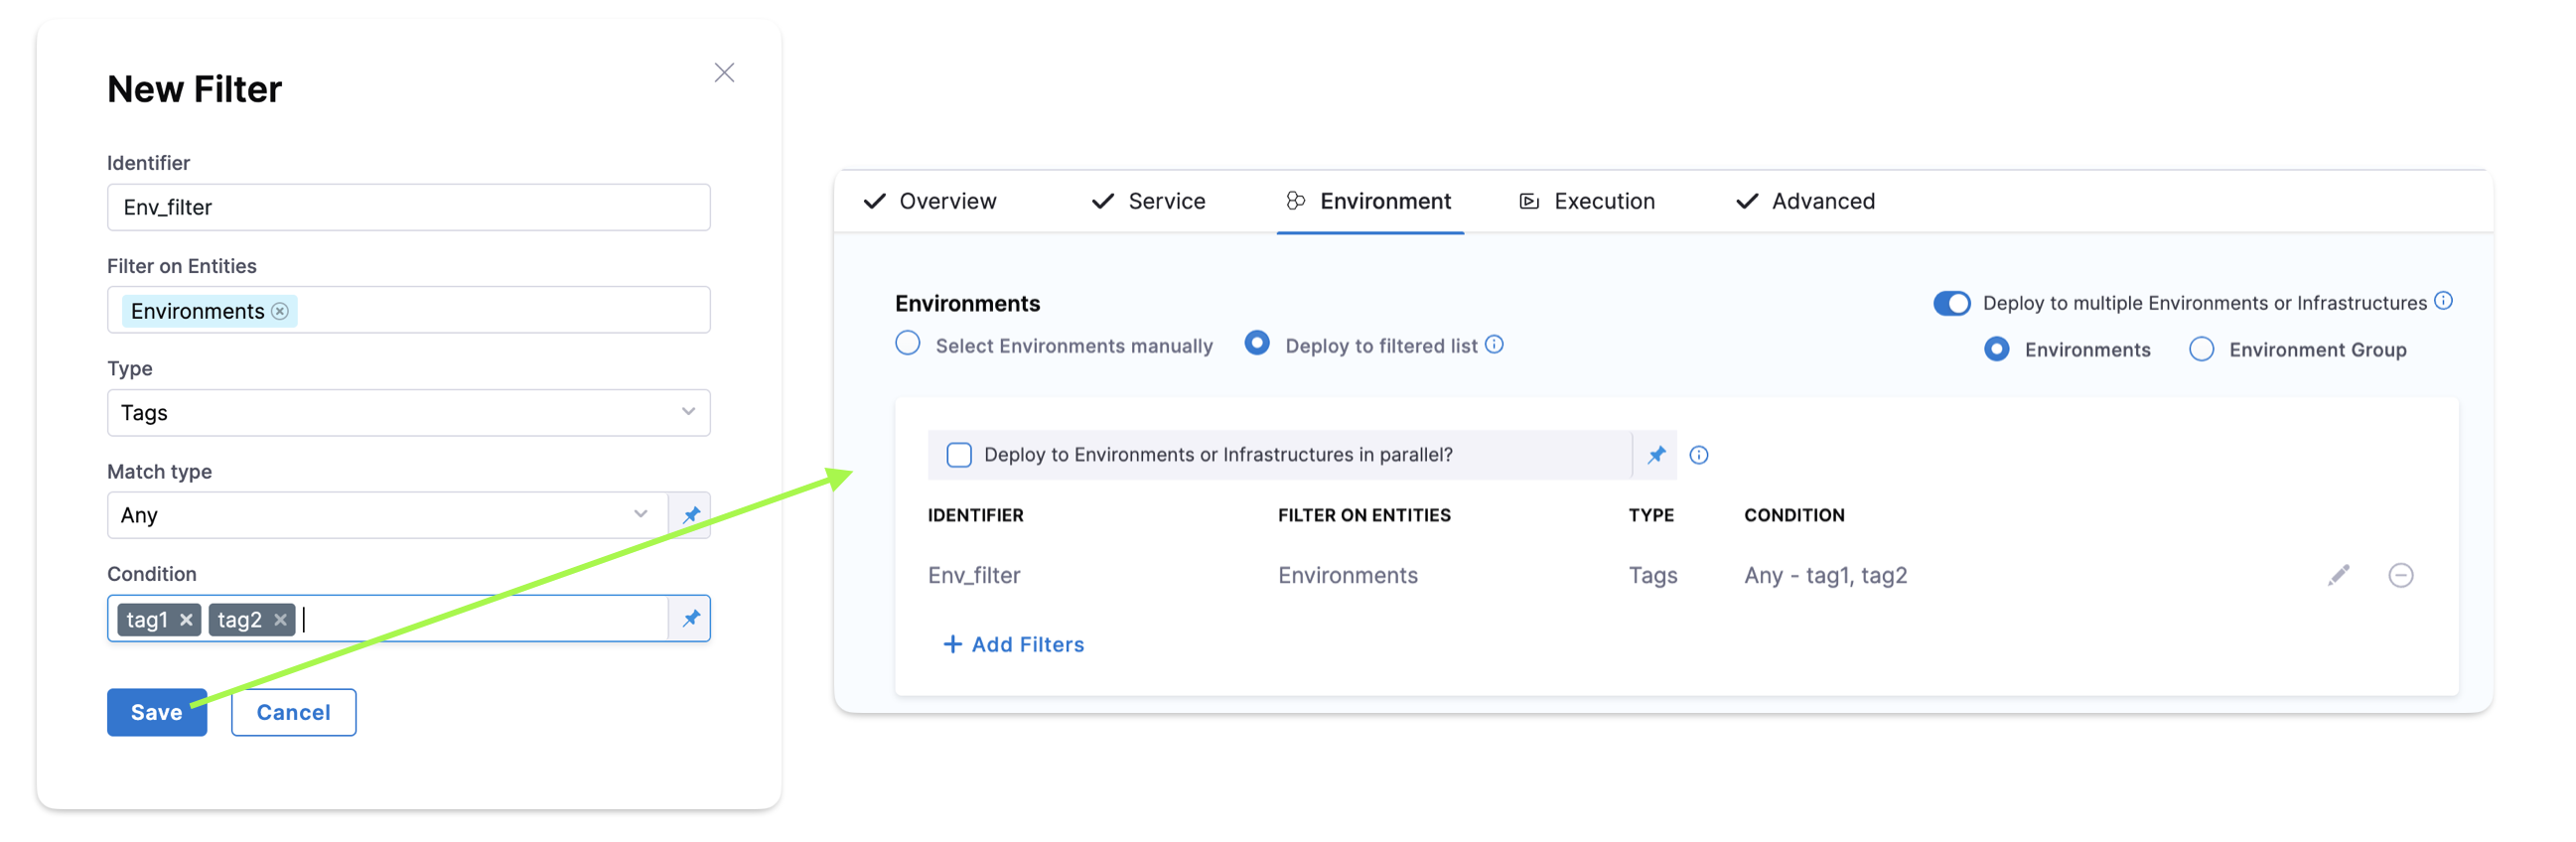 New Filter
Identifier
Env_filter
Filter on Entities
Environments
Type
Tags
Match type
Any
Condition
tag1 tag2
Save Cancel
Overview Service Environment Execution Advanced
Environments
Select Environments manually Deploy to filtered list
Deploy to multiple Environments or Infrastructures
Environments Environment Group
Deploy to Environments or Infrastructures in parallel?
IDENTIFIER FILTER ON ENTITIES TYPE CONDITION
Env_filter Environments Tags Any - tag1, tag2
+ Add Filters